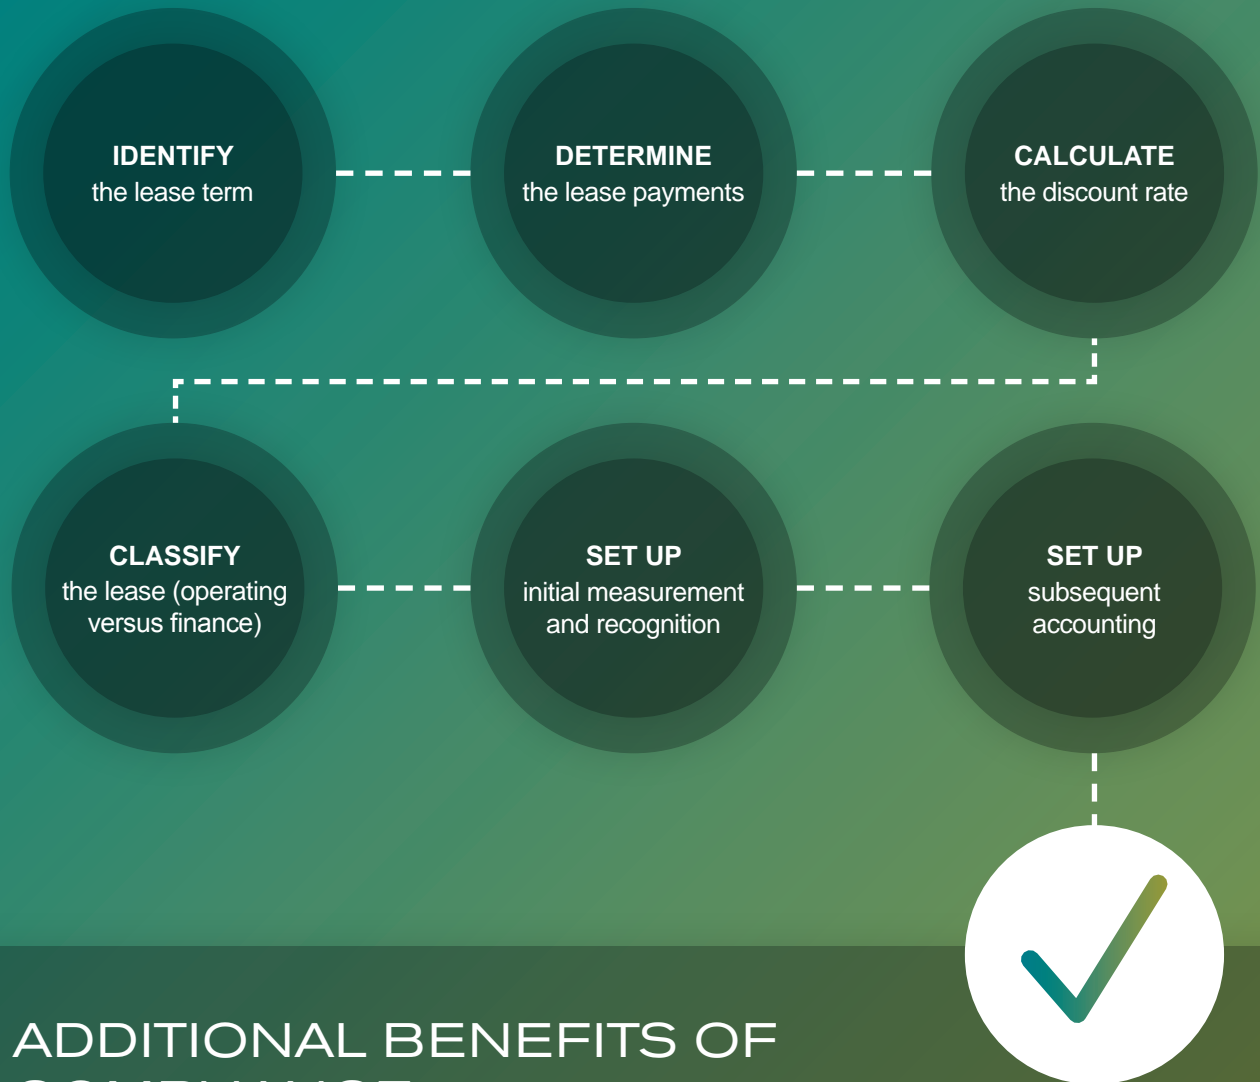 IDENTIFY
the lease term
DETERMINE
the lease payments
CALCULATE
the discount rate
CLASSIFY
the lease (operating
versus finance)
SET UP
initial measurement
and recognition
SET UP
subsequent
accounting
ADDITIONAL BENEFITS OF